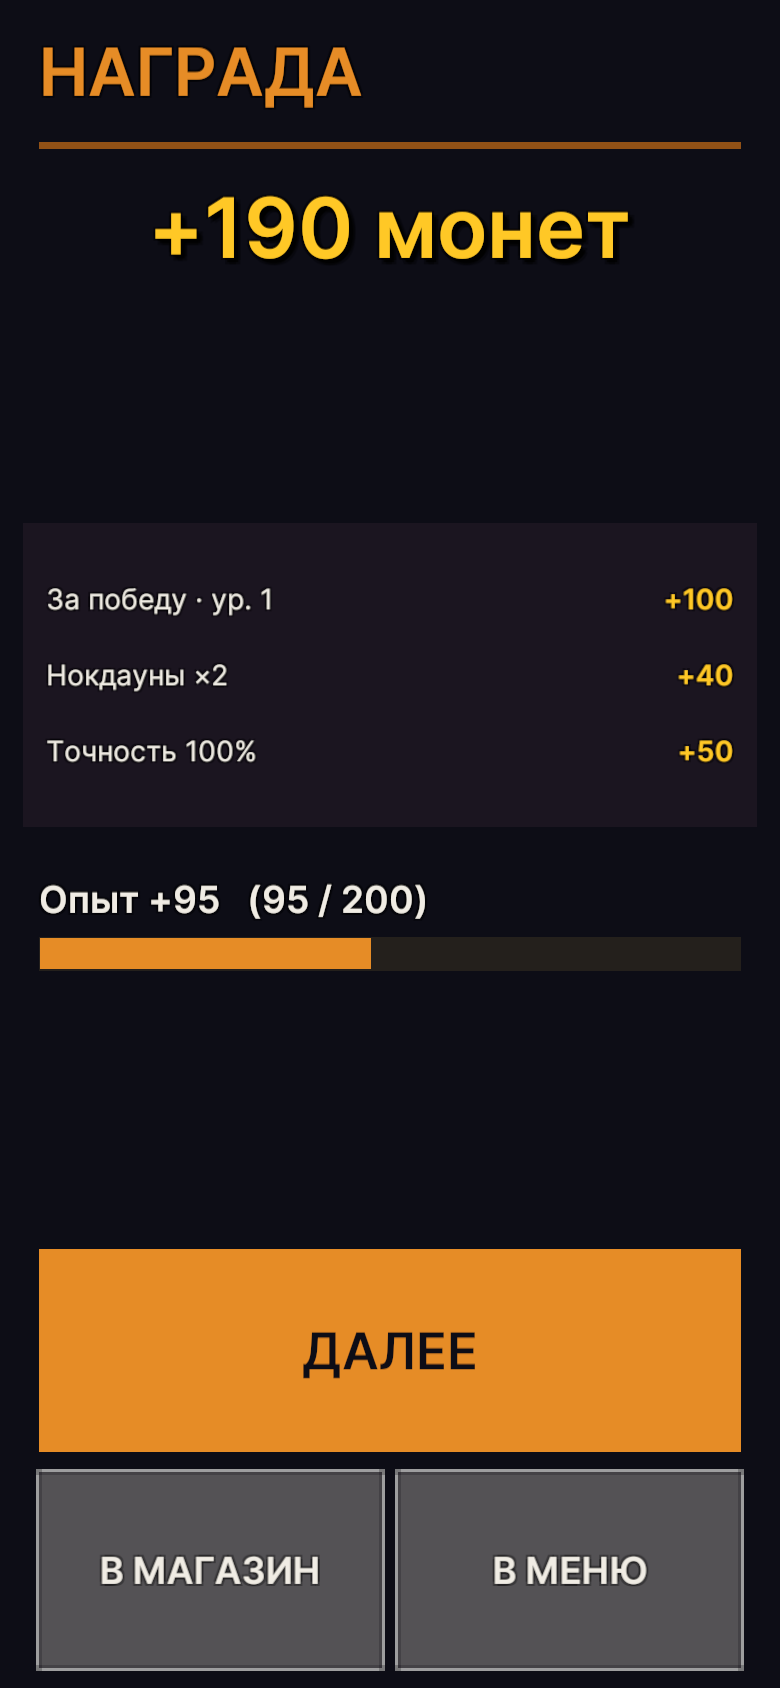 НАГРАДА
+190 монет
За победу · ур. 1 +100
Нокдауны ×2 +40
Точность 100% +50
Опыт +95 (95 / 200)
ДАЛЕЕ
В МАГАЗИН В МЕНЮ